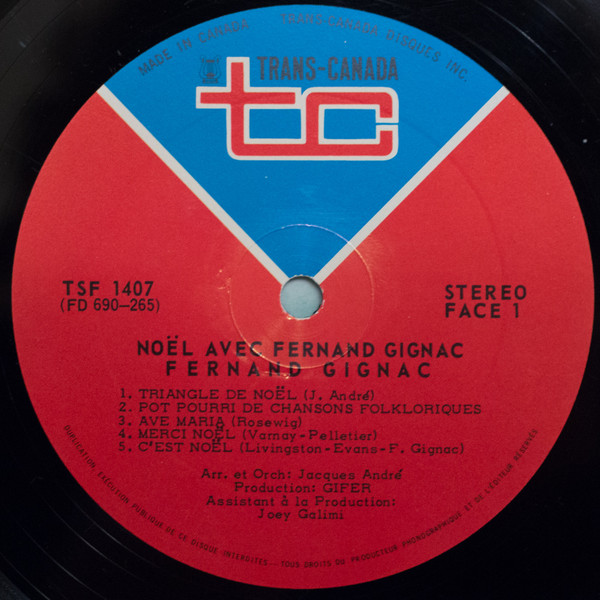 MADE IN CANADA
TRANS-CANADA DISQUES INC.
TRANS-CANADA
tc
TSF 1407
(FD 690-265)
STEREO
FACE 1
NOËL AVEC FERNAND GIGNAC
FERNAND GIGNAC
1. TRIANGLE DE NOËL (J. André)
2. POT POURRI DE CHANSONS FOLKLORIQUES
3. AVE MARIA (Rosewig)
4. MERCI NOËL (Varnay-Pelletier)
5. C'EST NOËL (Livingston-Evans-F. Gignac)
Arr. et Orch: Jacques André
Production: GIFER
Assistant à la Production:
Joey Galimi
DUPLICATION, EXÉCUTION PUBLIQUE DE CE DISQUE INTERDITES—TOUS DROITS DU PRODUCTEUR PHONOGRAPHIQUE ET DE L'ÉDITEUR RÉSERVÉS